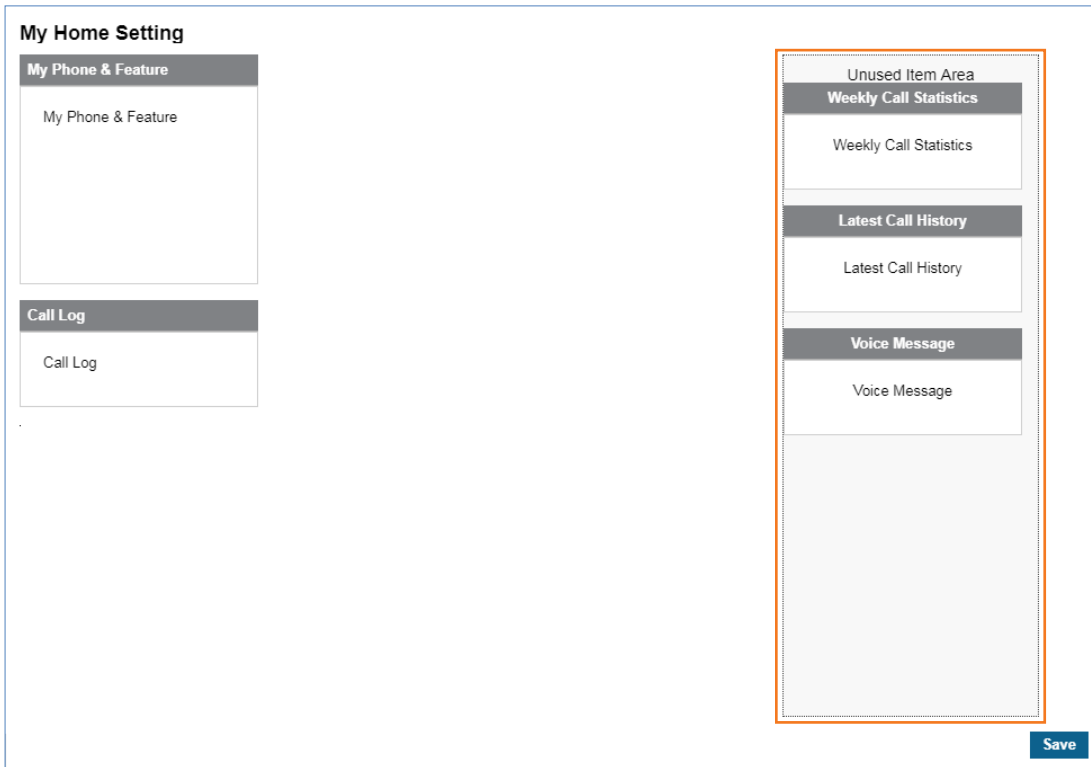 My Home Setting
My Phone & Feature
My Phone & Feature
Call Log
Call Log
.
Unused Item Area
Weekly Call Statistics
Weekly Call Statistics
Latest Call History
Latest Call History
Voice Message
Voice Message
Save